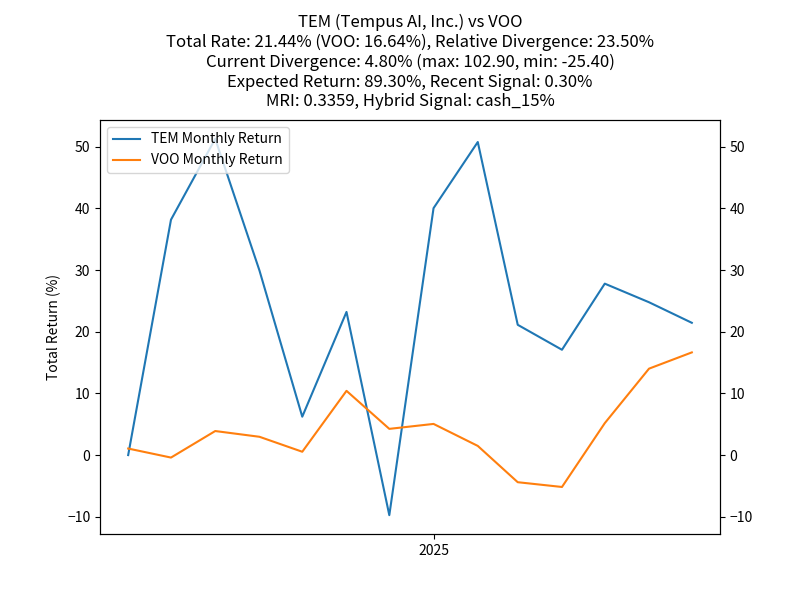 TEM (Tempus AI, Inc.) vs VOO
Total Rate: 21.44% (VOO: 16.64%), Relative Divergence: 23.50%
Current Divergence: 4.80% (max: 102.90, min: -25.40)
Expected Return: 89.30%, Recent Signal: 0.30%
MRI: 0.3359, Hybrid Signal: cash_15%
TEM Monthly Return
VOO Monthly Return
Total Return (%)
50
40
30
20
10
0
−10
50
40
30
20
10
0
−10
2025